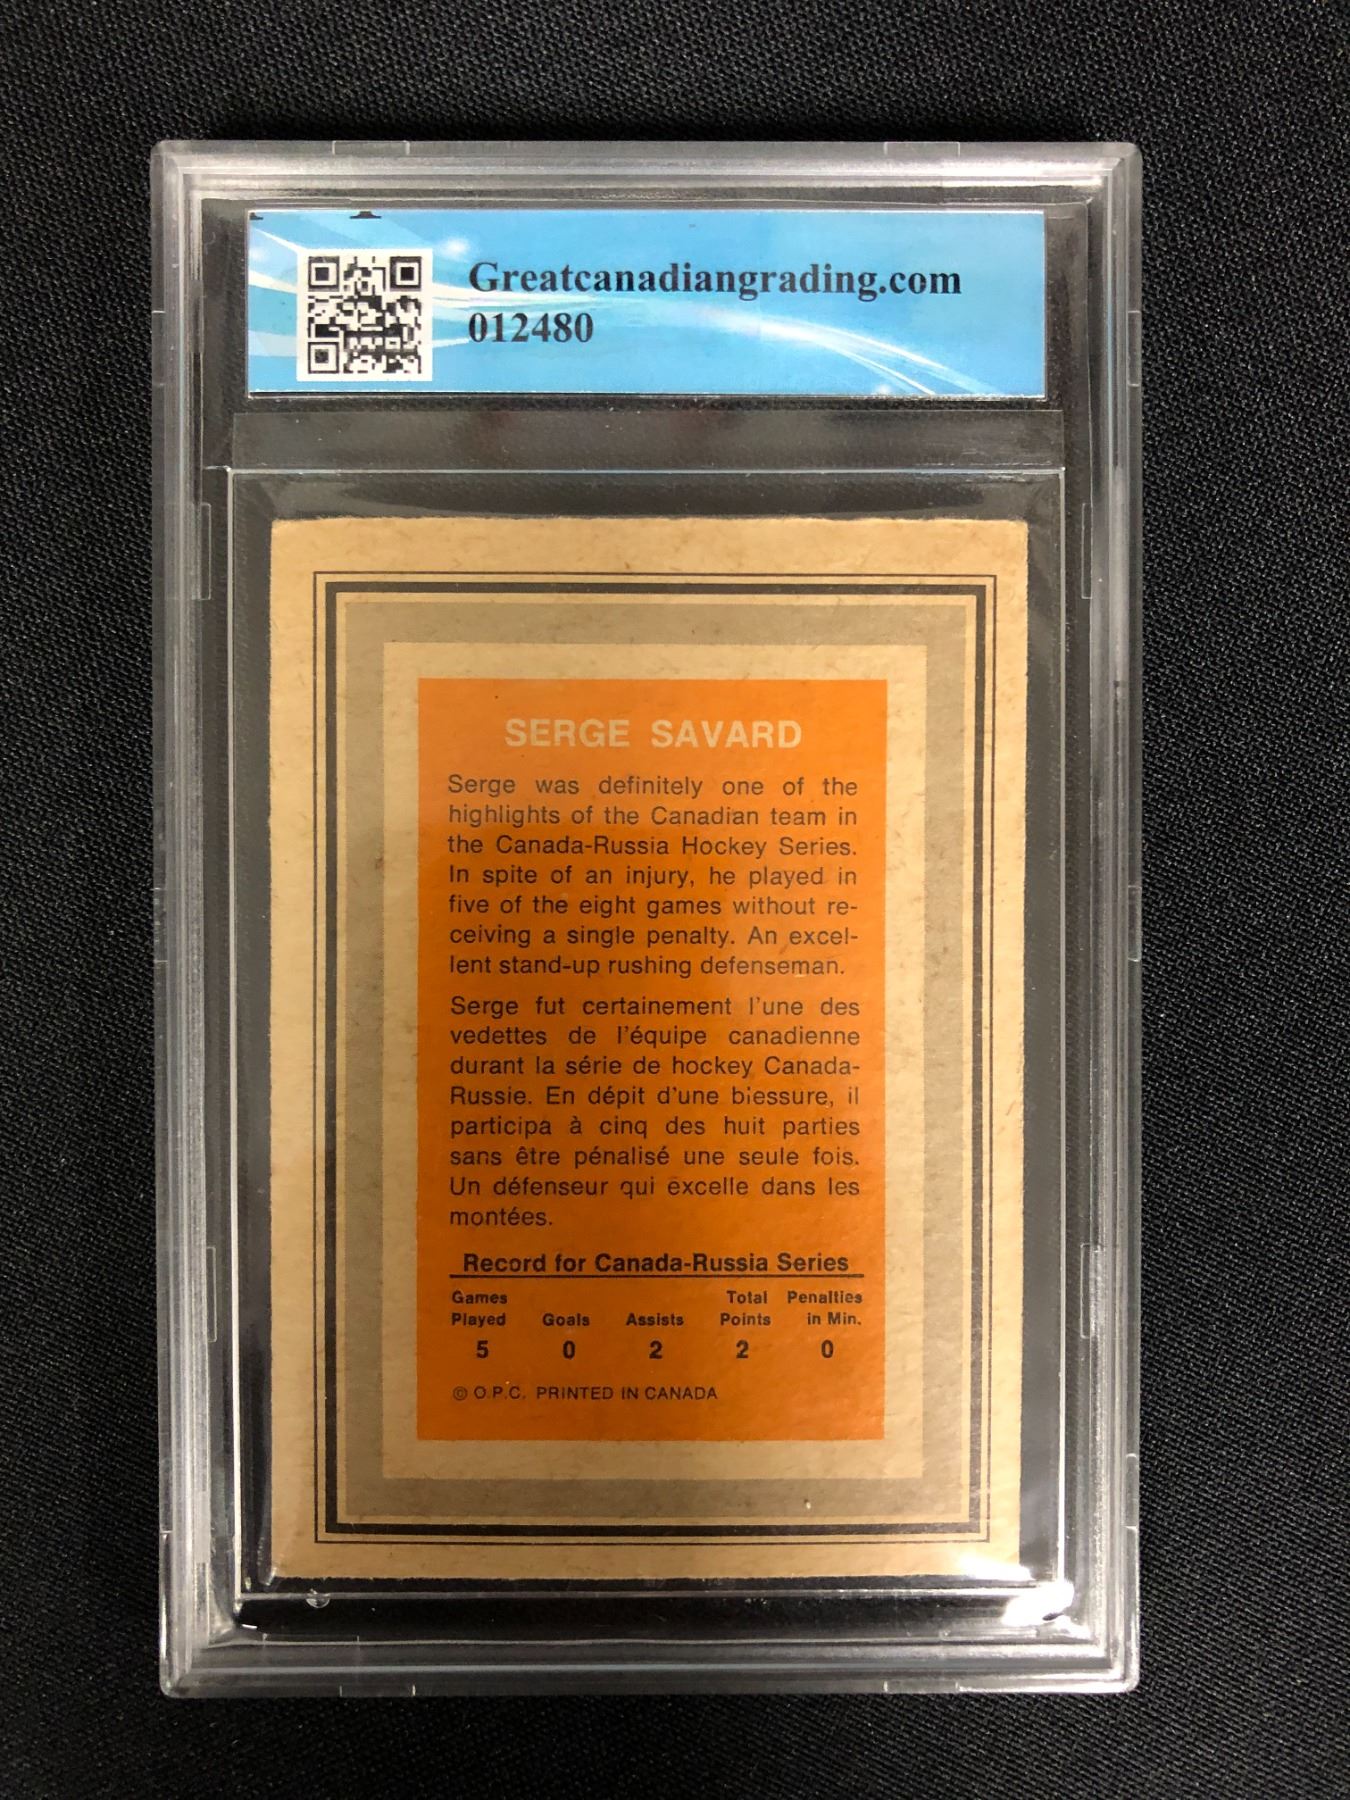 Greatcanadiangrading.com
012480
SERGE SAVARD
Serge was definitely one of the
highlights of the Canadian team in
the Canada-Russia Hockey Series.
In spite of an injury, he played in
five of the eight games without re-
ceiving a single penalty. An excel-
lent stand-up rushing defenseman.
Serge fut certainement l'une des
vedettes de l'équipe canadienne
durant la série de hockey Canada-
Russie. En dépit d'une biessure, il
participa à cinq des huit parties
sans être pénalisé une seule fois.
Un défenseur qui excelle dans les
montées.
Record for Canada-Russia Series
Games Total Penalties
Played Goals Assists Points in Min.
5 0 2 2 0
© O.P.C. PRINTED IN CANADA